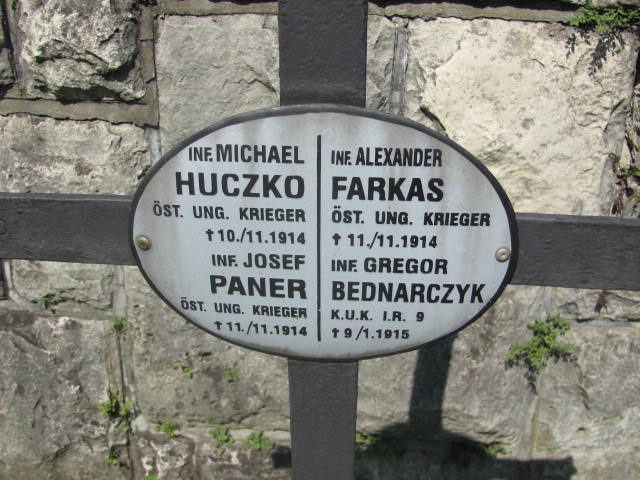 INF. MICHAEL
HUCZKO
ÖST. UNG. KRIEGER
† 10./11.1914
INF. JOSEF
PANER
ÖST. UNG. KRIEGER
† 11./11.1914
INF. ALEXANDER
FARKAS
ÖST. UNG. KRIEGER
† 11./11.1914
INF. GREGOR
BEDNARCZYK
K.U.K. I.R. 9
† 9/1.1915